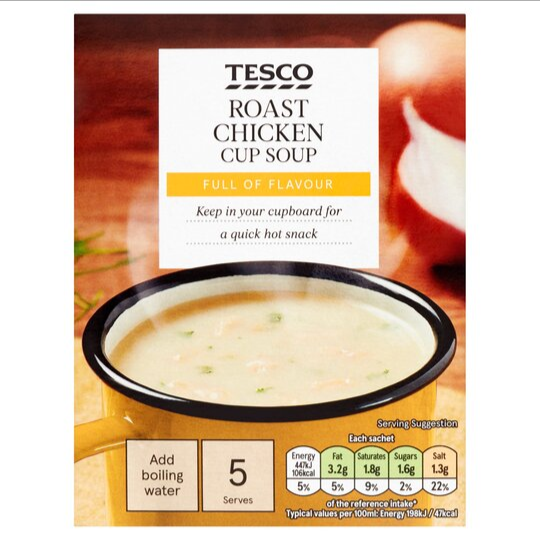 TESCO
ROAST
CHICKEN
CUP SOUP
FULL OF FLAVOUR
Keep in your cupboard for
a quick hot snack
Serving Suggestion
Each sachet
Add
boiling
water
5
Serves
Energy Fat Saturates Sugars Salt
447kJ
106kcal 3.2g 1.8g 1.6g 1.3g
5% 5% 9% 2% 22%
of the reference intake*
Typical values per 100ml: Energy 198kJ / 47kcal